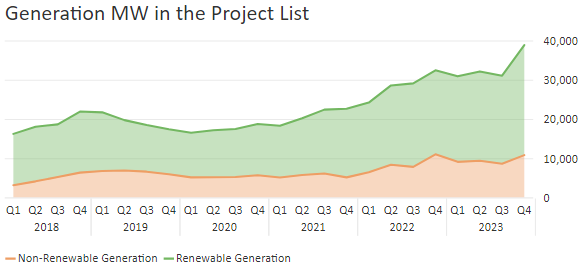 Generation MW in the Project List
40,000
30,000
20,000
10,000
0
Q1 Q2 Q3 Q4 Q1 Q2 Q3 Q4 Q1 Q2 Q3 Q4 Q1 Q2 Q3 Q4 Q1 Q2 Q3 Q4 Q1 Q2 Q3 Q4
2018 2019 2020 2021 2022 2023
Non-Renewable Generation Renewable Generation